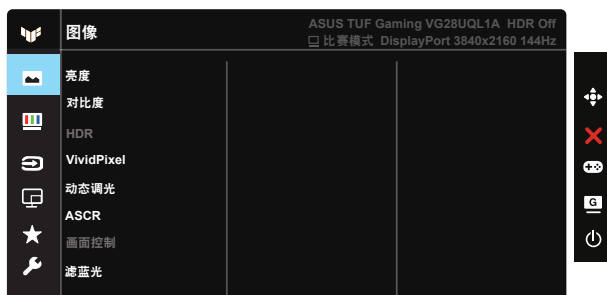 图像
ASUS TUF Gaming VG28UQL1A HDR Off
比赛模式 DisplayPort 3840x2160 144Hz
亮度
对比度
HDR
VividPixel
动态调光
ASCR
画面控制
滤蓝光
G